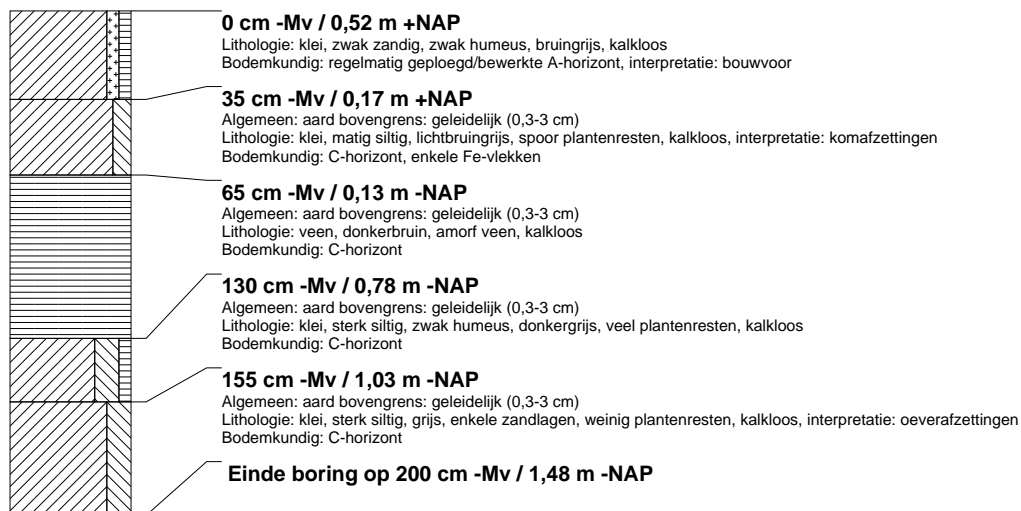 0 cm -Mv / 0,52 m +NAP
Lithologie: klei, zwak zandig, zwak humeus, bruingrijs, kalkloos
Bodemkundig: regelmatig geploegd/bewerkte A-horizont, interpretatie: bouwvoor
35 cm -Mv / 0,17 m +NAP
Algemeen: aard bovengrens: geleidelijk (0,3-3 cm)
Lithologie: klei, matig siltig, lichtbruingrijs, spoor plantenresten, kalkloos, interpretatie: komafzettingen
Bodemkundig: C-horizont, enkele Fe-vlekken
65 cm -Mv / 0,13 m -NAP
Algemeen: aard bovengrens: geleidelijk (0,3-3 cm)
Lithologie: veen, donkerbruin, amorf veen, kalkloos
Bodemkundig: C-horizont
130 cm -Mv / 0,78 m -NAP
Algemeen: aard bovengrens: geleidelijk (0,3-3 cm)
Lithologie: klei, sterk siltig, zwak humeus, donkergrijs, veel plantenresten, kalkloos
Bodemkundig: C-horizont
155 cm -Mv / 1,03 m -NAP
Algemeen: aard bovengrens: geleidelijk (0,3-3 cm)
Lithologie: klei, sterk siltig, grijs, enkele zandlagen, weinig plantenresten, kalkloos, interpretatie: oeverafzettingen
Bodemkundig: C-horizont
Einde boring op 200 cm -Mv / 1,48 m -NAP